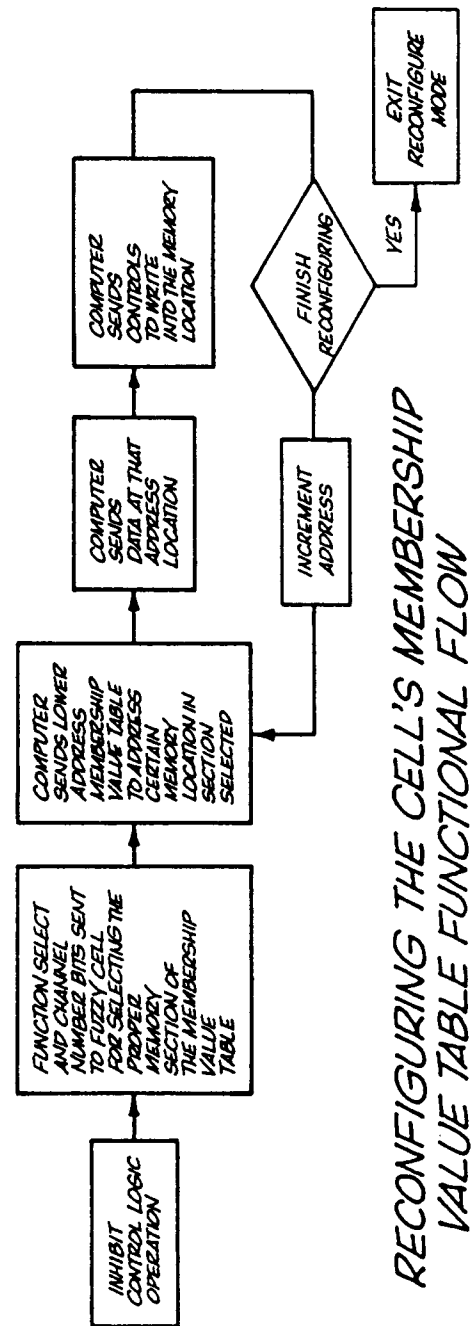 INHIBIT
CONTROL LOGIC
OPERATION
FUNCTION SELECT
AND CHANNEL
NUMBER BITS SENT
TO FUZZY CELL
FOR SELECTING THE
PROPER
MEMORY
SECTION OF
THE MEMBERSHIP
VALUE
TABLE
COMPUTER
SENDS LOWER
ADDRESS
MEMBERSHIP
VALUE TABLE
TO ADDRESS
CERTAIN
MEMORY
LOCATION IN
SECTION
SELECTED
COMPUTER
SENDS
DATA AT THAT
ADDRESS
LOCATION
COMPUTER
SENDS
CONTROLS
TO WRITE
INTO THE MEMORY
LOCATION
FINISH
RECONFIGURING
INCREMENT
ADDRESS
YES
EXIT
RECONFIGURE
MODE
RECONFIGURING THE CELL'S MEMBERSHIP
VALUE TABLE FUNCTIONAL FLOW